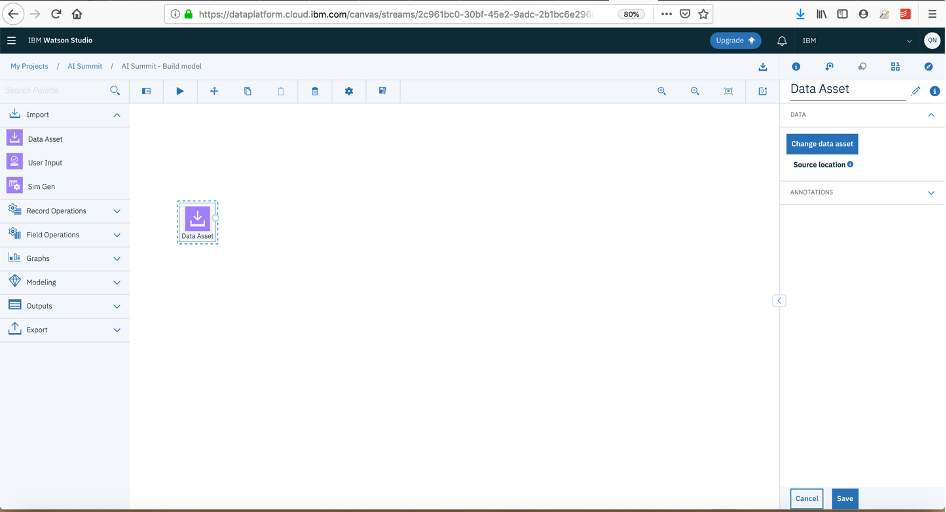 https://dataplatform.cloud.ibm.com/canvas/streams/2c961bc0-30bf-45e2-9adc-2b1bc6e296
80%
IBM Watson Studio
Upgrade
IBM
QN
My Projects / AI Summit / AI Summit - Build model
Search Palette
Import
Data Asset
User Input
Sim Gen
Record Operations
Field Operations
Graphs
Modeling
Outputs
Export
Data Asset
Data Asset
DATA
Change data asset
Source location
ANNOTATIONS
Cancel
Save